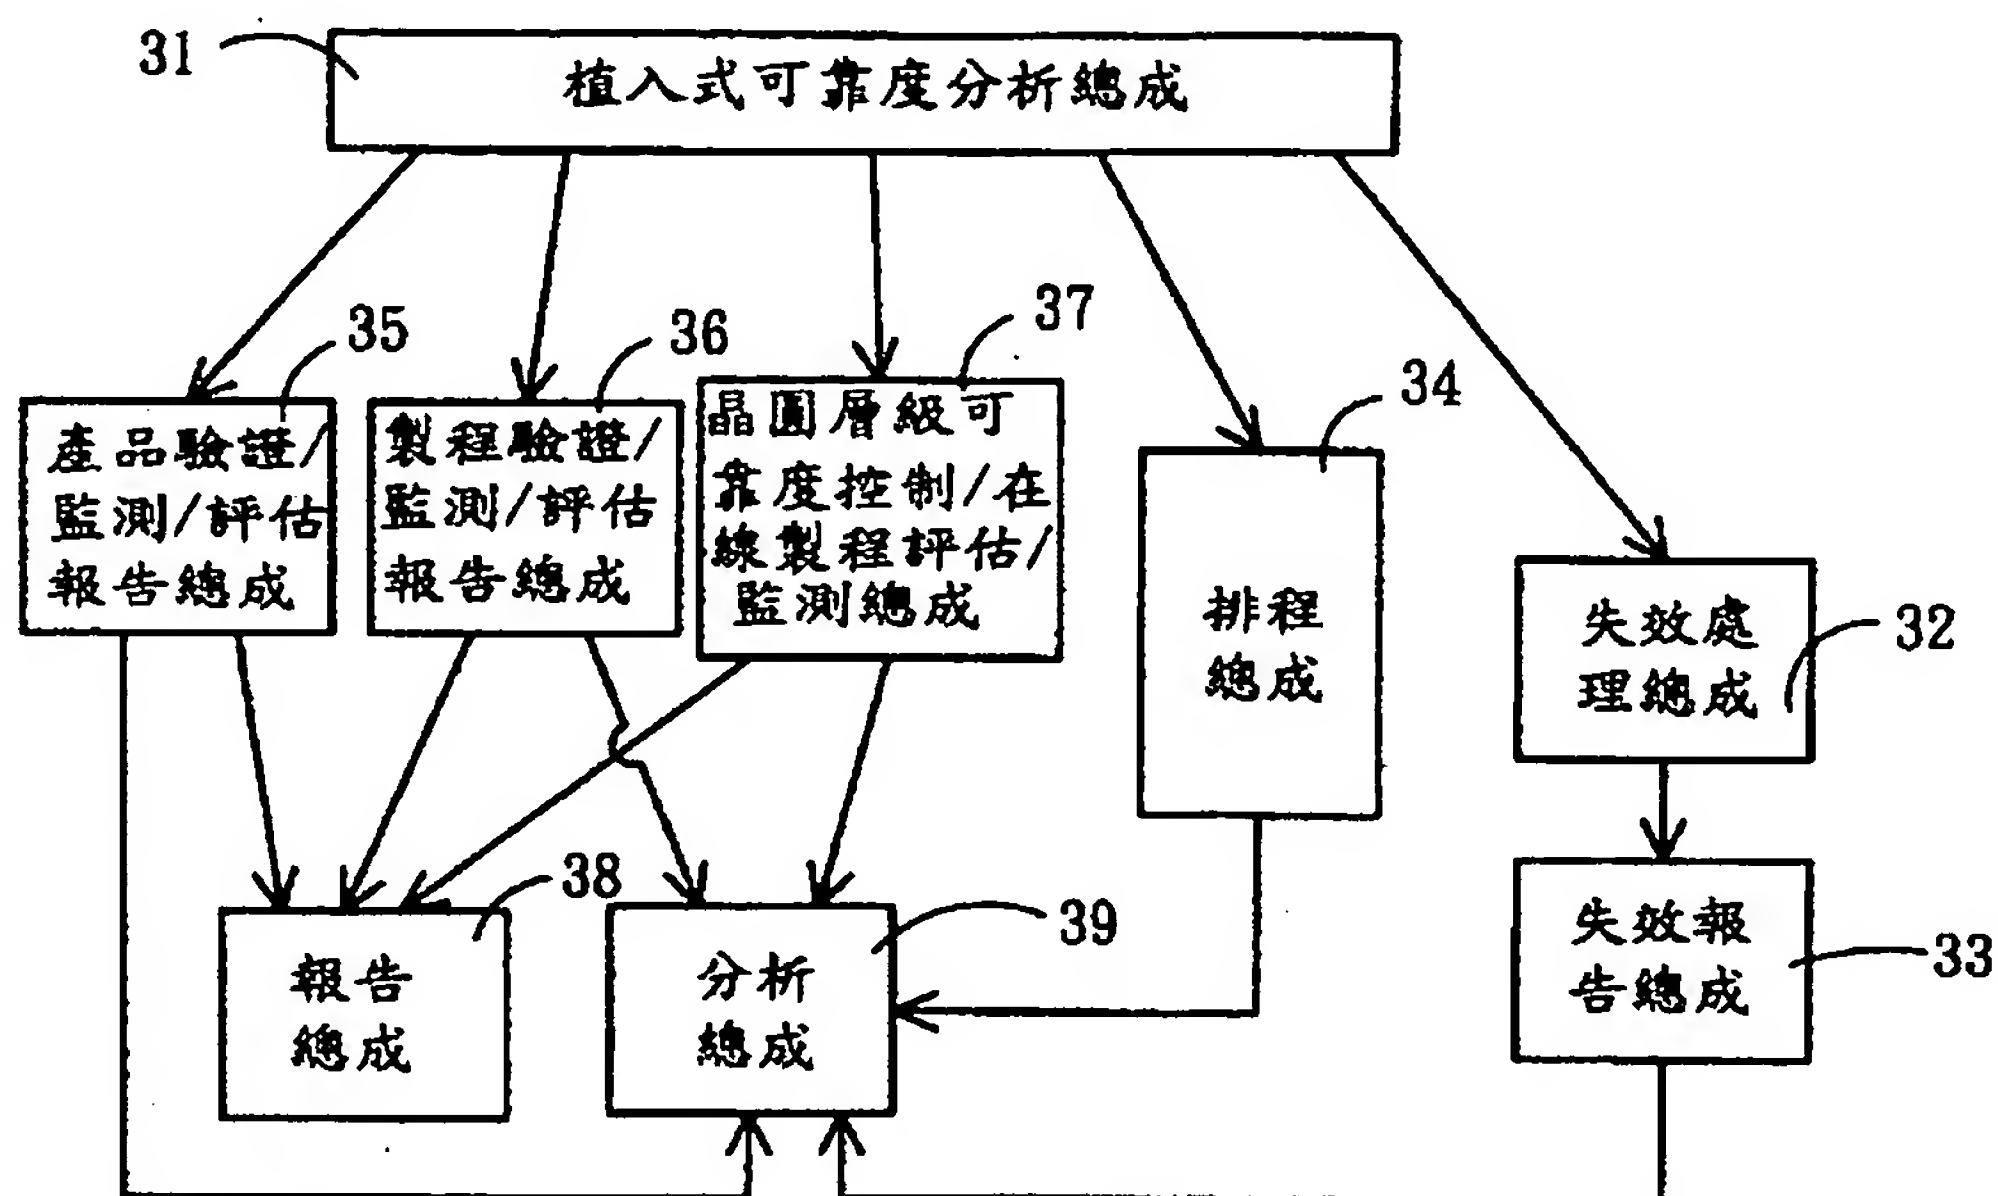 31
植入式可靠度分析總成
35
36
37
34
產品驗證/
監測/評估
報告總成
製程驗證/
監測/評估
報告總成
晶圓層級可
靠度控制/在
線製程評估/
監測總成
排程
總成
失效處
理總成
32
38
39
報告
總成
分析
總成
失效報
告總成
33